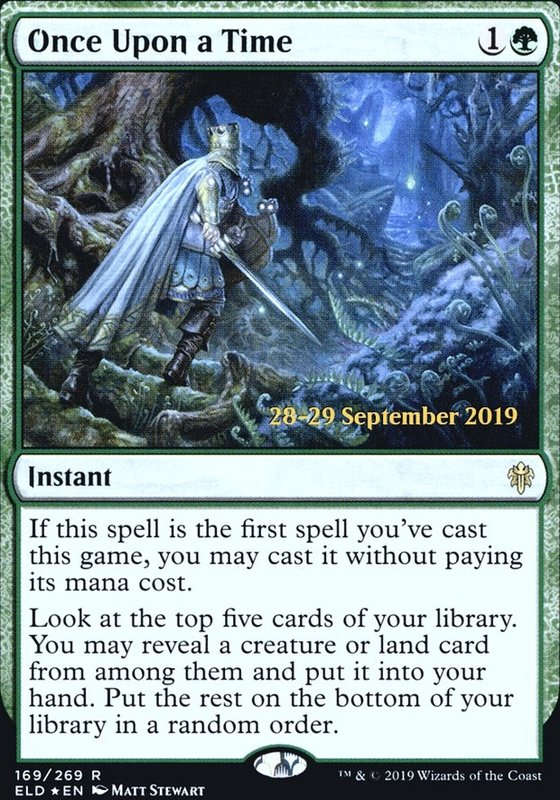 Once Upon a Time 1
28-29 September 2019
Instant
If this spell is the first spell you've cast
this game, you may cast it without paying
its mana cost.
Look at the top five cards of your library.
You may reveal a creature or land card
from among them and put it into your
hand. Put the rest on the bottom of your
library in a random order.
169/269 R
™ & © 2019 Wizards of the Coast
ELD ★ EN Matt Stewart